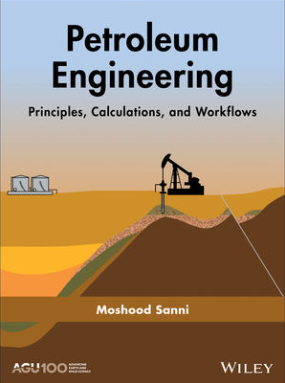 Petroleum
Engineering
Principles, Calculations, and Workflows
Moshood Sanni
AGU100
WILEY